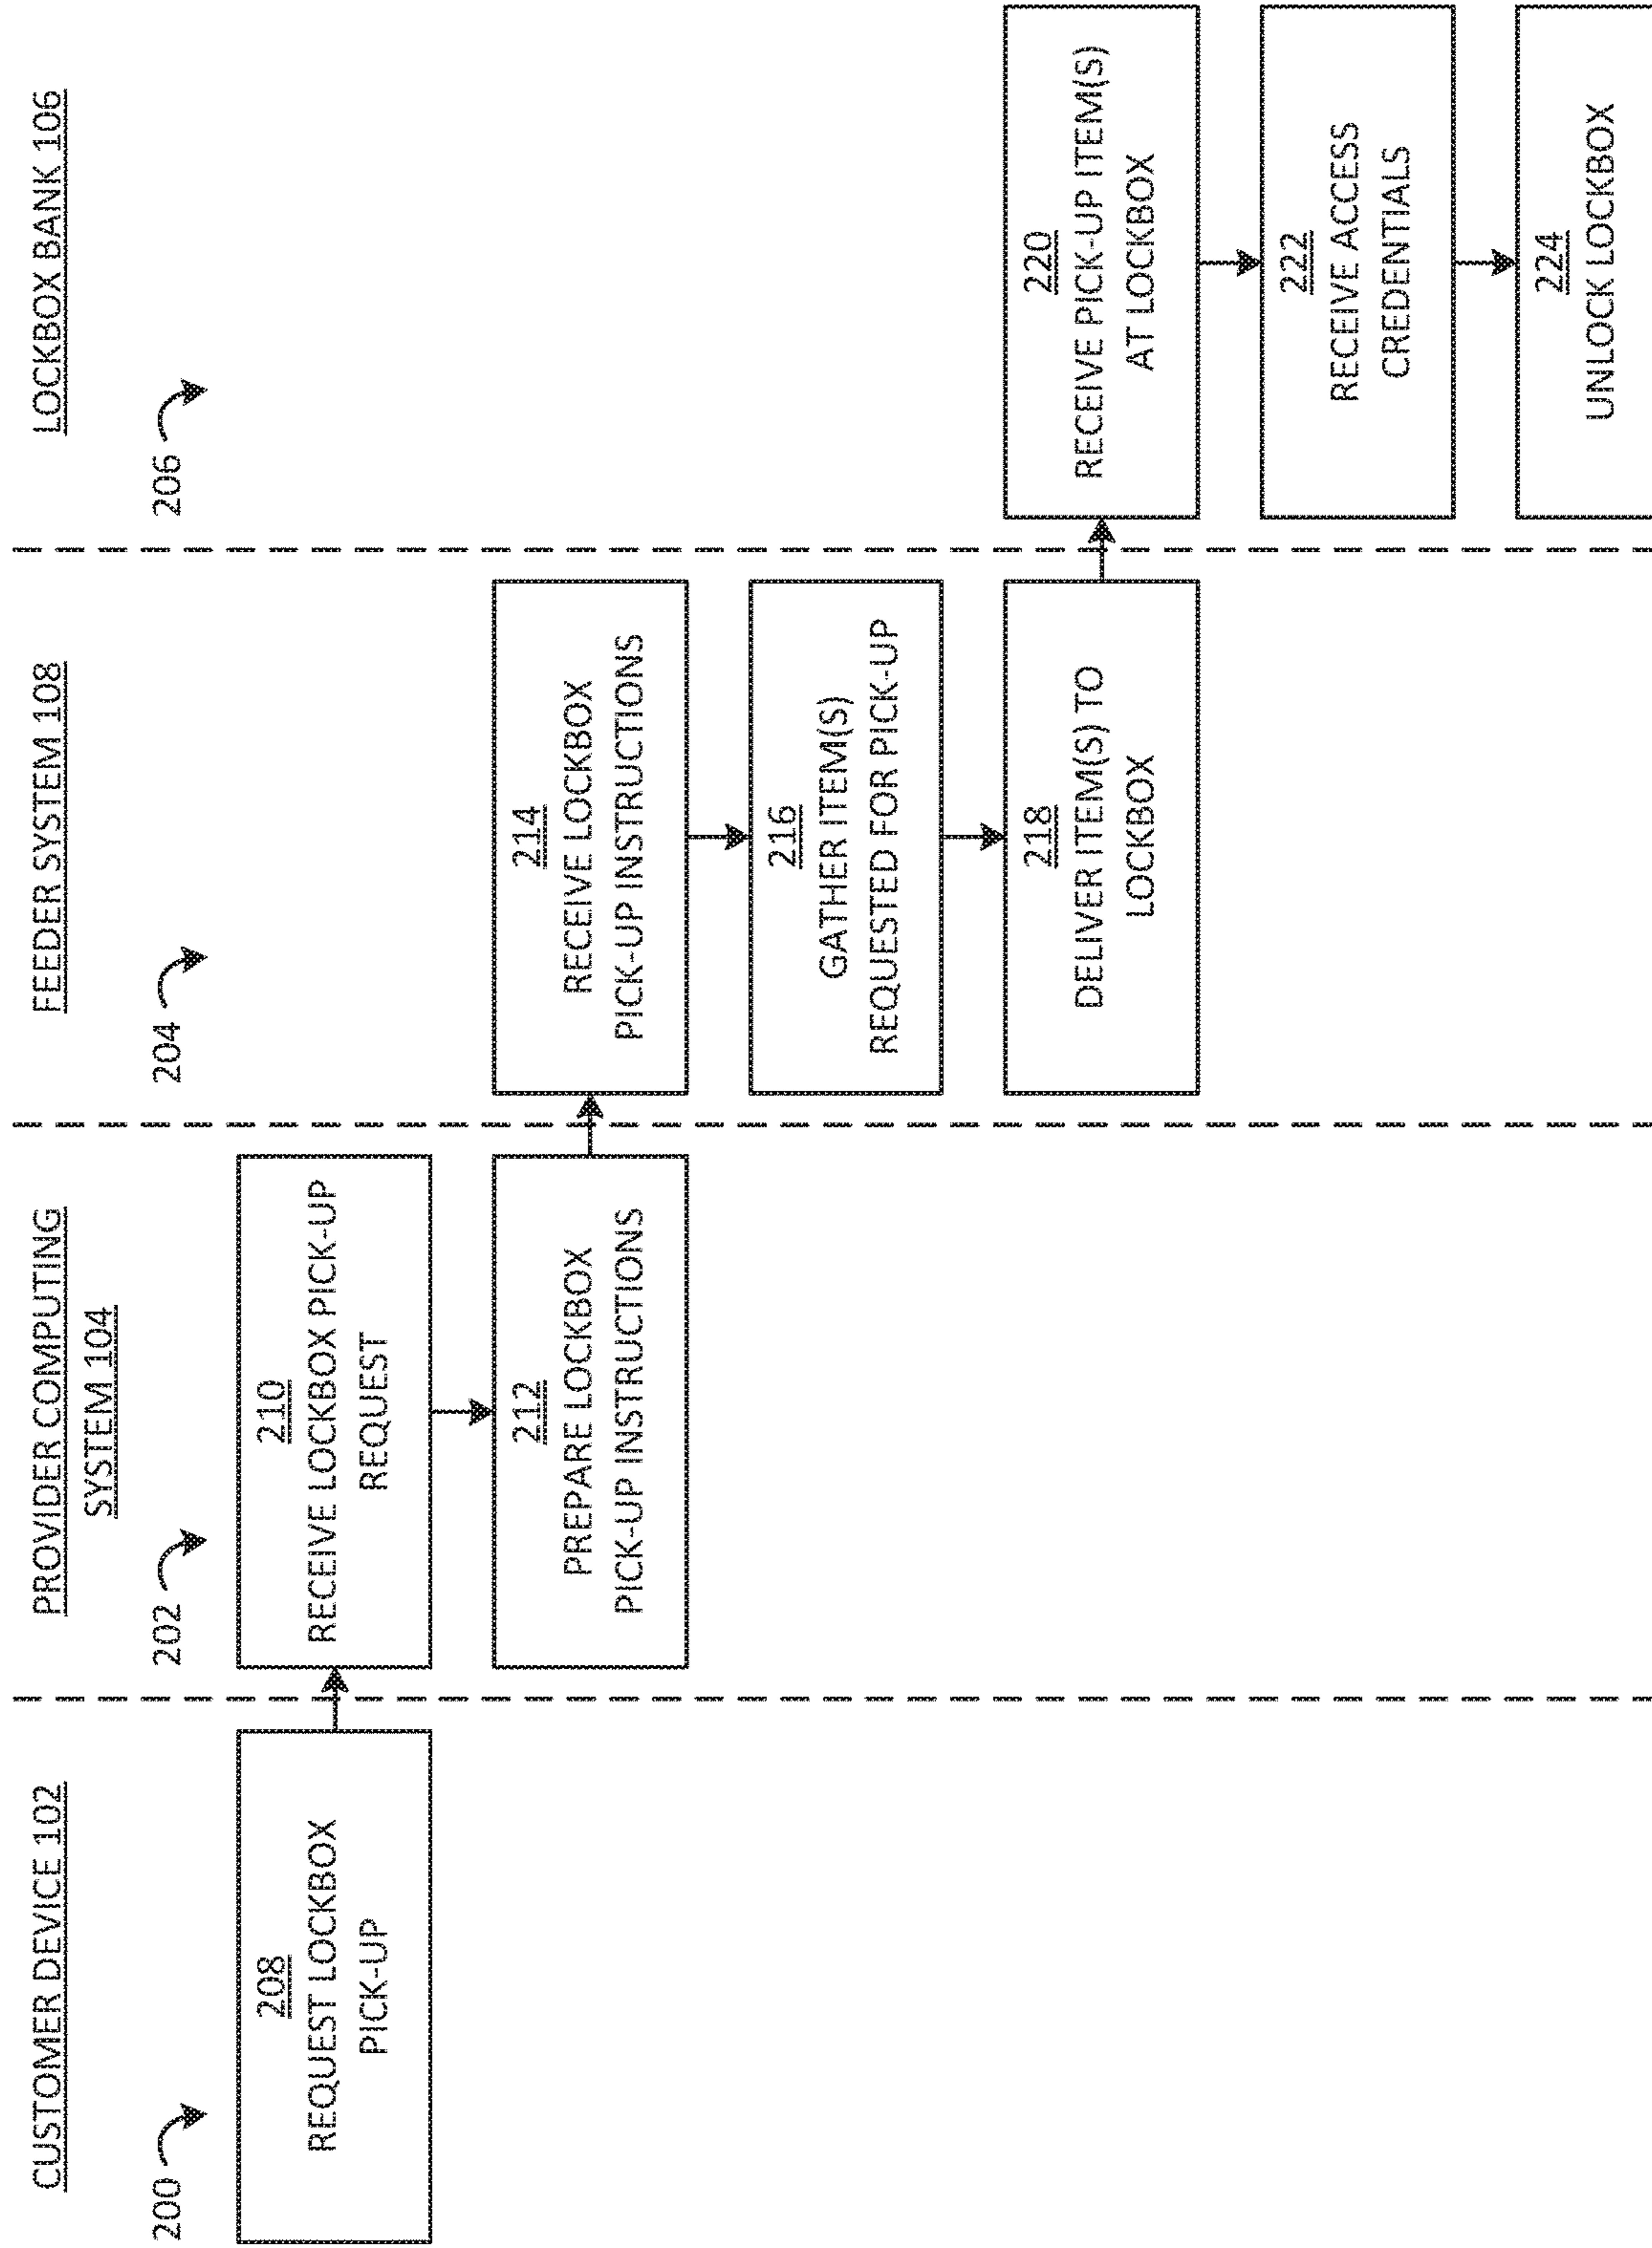 CUSTOMER DEVICE 102
200
208
REQUEST LOCKBOX
PICK-UP
PROVIDER COMPUTING
SYSTEM 104
202
210
RECEIVE LOCKBOX PICK-UP
REQUEST
212
PREPARE LOCKBOX
PICK-UP INSTRUCTIONS
FEEDER SYSTEM 108
204
214
RECEIVE LOCKBOX
PICK-UP INSTRUCTIONS
216
GATHER ITEM(S)
REQUESTED FOR PICK-UP
218
DELIVER ITEM(S) TO
LOCKBOX
LOCKBOX BANK 106
206
220
RECEIVE PICK-UP ITEM(S)
AT LOCKBOX
222
RECEIVE ACCESS
CREDENTIALS
224
UNLOCK LOCKBOX